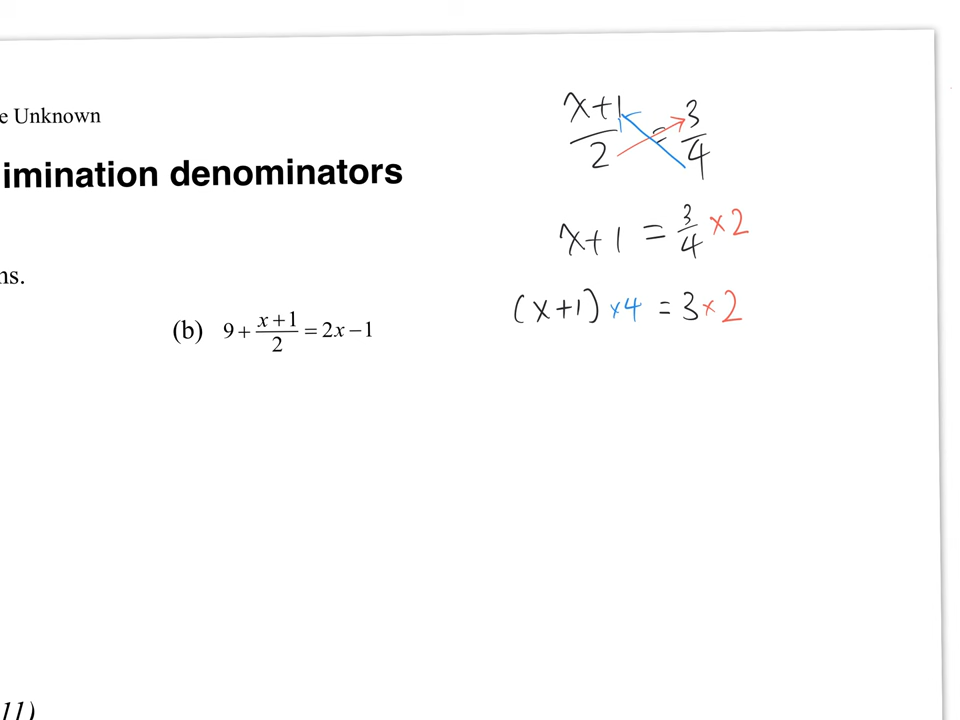 e Unknown
imination denominators
ns.
(b) 9 + (x+1)/2 = 2x − 1
(x+1)/2 = 3/4
x+1 = 3/4 × 2
(x+1) × 4 = 3 × 2
11)